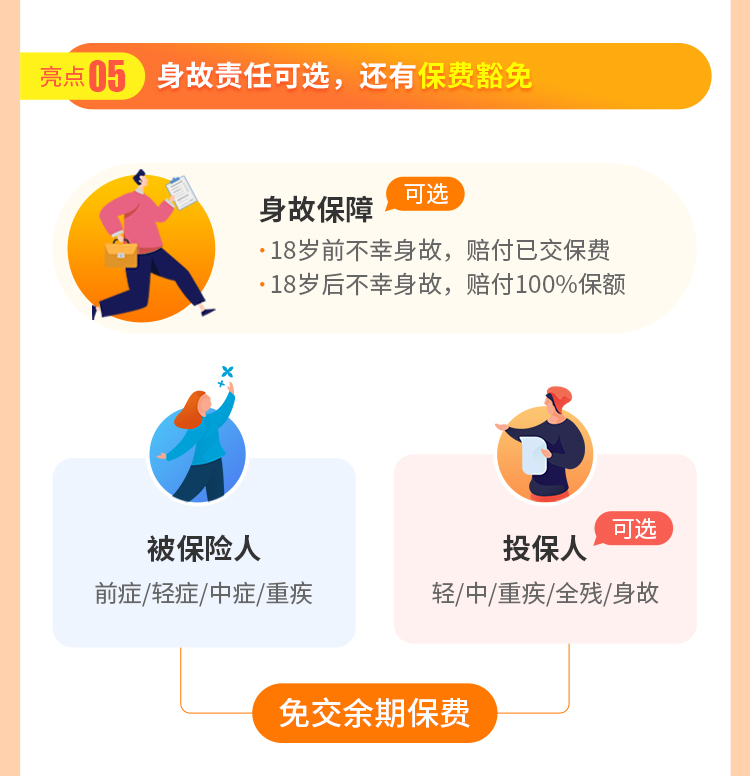 亮点05
身故责任可选，还有保费豁免
身故保障
可选
·18岁前不幸身故，赔付已交保费
·18岁后不幸身故，赔付100%保额
被保险人
前症/轻症/中症/重疾
投保人
可选
轻/中/重疾/全残/身故
免交余期保费